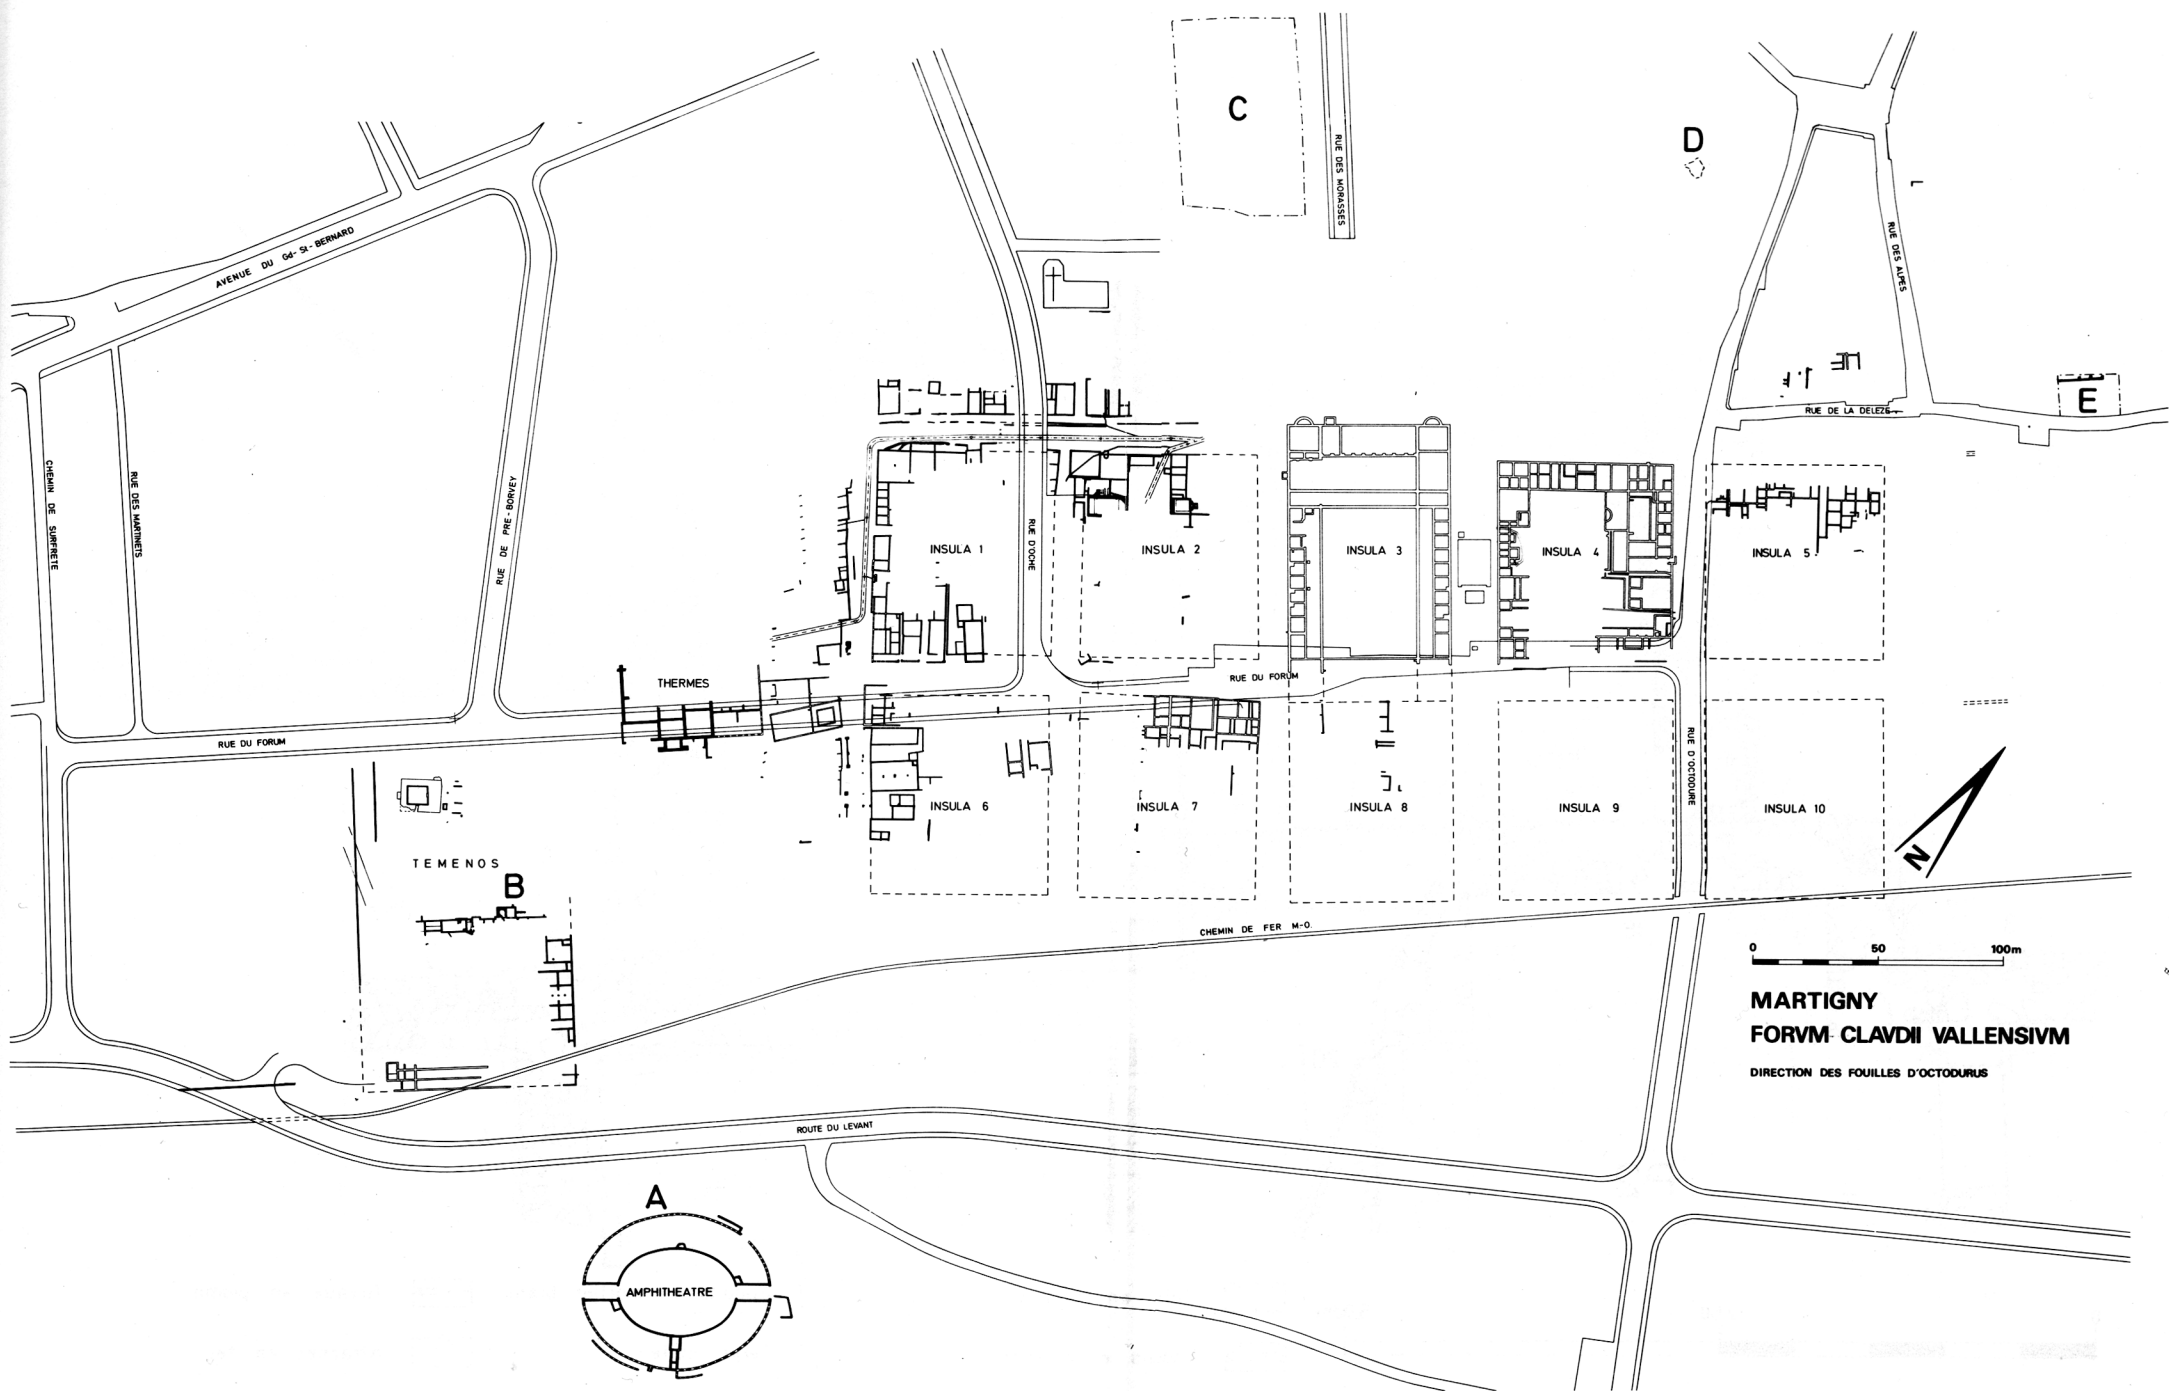 C
D
RUE DES MORASSES
RUE DES ALPES
AVENUE DU Gd-St-BERNARD
RUE DE LA DELEZE
E
CHEMIN DE SURFRETE
RUE DES MARTINETS
RUE DE PRE-BORVEY
RUE D'OCHE
INSULA 1
INSULA 2
INSULA 3
INSULA 4
INSULA 5
THERMES
RUE DU FORUM
RUE DU FORUM
RUE D'OCTODURE
INSULA 6
INSULA 7
INSULA 8
INSULA 9
INSULA 10
N
TEMENOS
B
CHEMIN DE FER M-O.
0 50 100m
MARTIGNY
FORVM CLAVDII VALLENSIVM
DIRECTION DES FOUILLES D'OCTODURUS
ROUTE DU LEVANT
A
AMPHITHEATRE